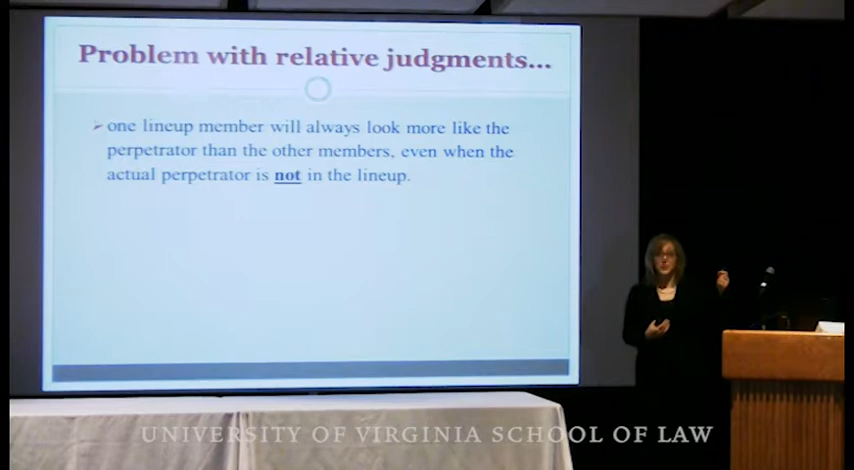 Problem with relative judgments...
one lineup member will always look more like the
perpetrator than the other members, even when the
actual perpetrator is not in the lineup.
UNIVERSITY OF VIRGINIA SCHOOL OF LAW